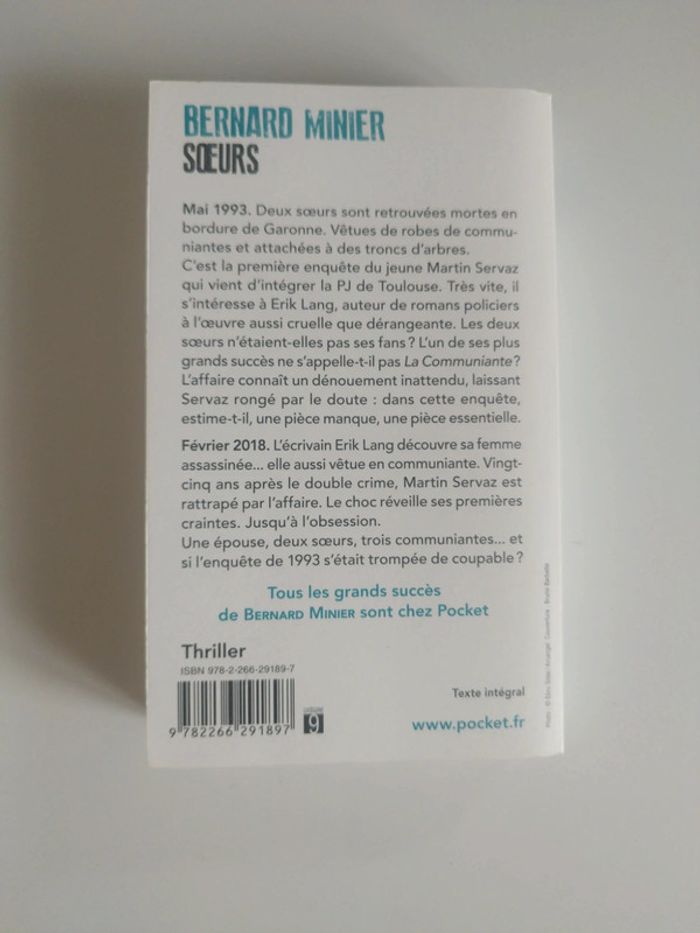 BERNARD MINIER
SŒURS
Mai 1993. Deux sœurs sont retrouvées mortes en
bordure de Garonne. Vêtues de robes de commu-
niantes et attachées à des troncs d'arbres.
C'est la première enquête du jeune Martin Servaz
qui vient d'intégrer la PJ de Toulouse. Très vite, il
s'intéresse à Erik Lang, auteur de romans policiers
à l'œuvre aussi cruelle que dérangeante. Les deux
sœurs n'étaient-elles pas ses fans ? L'un de ses plus
grands succès ne s'appelle-t-il pas La Communiante ?
L'affaire connaît un dénouement inattendu, laissant
Servaz rongé par le doute : dans cette enquête,
estime-t-il, une pièce manque, une pièce essentielle.
Février 2018. L'écrivain Erik Lang découvre sa femme
assassinée... elle aussi vêtue en communiante. Vingt-
cinq ans après le double crime, Martin Servaz est
rattrapé par l'affaire. Le choc réveille ses premières
craintes. Jusqu'à l'obsession.
Une épouse, deux sœurs, trois communiantes... et
si l'enquête de 1993 s'était trompée de coupable ?
Tous les grands succès
de BERNARD MINIER sont chez Pocket
Thriller
ISBN 978-2-266-29189-7
9 782266 291897
9
Texte intégral
www.pocket.fr